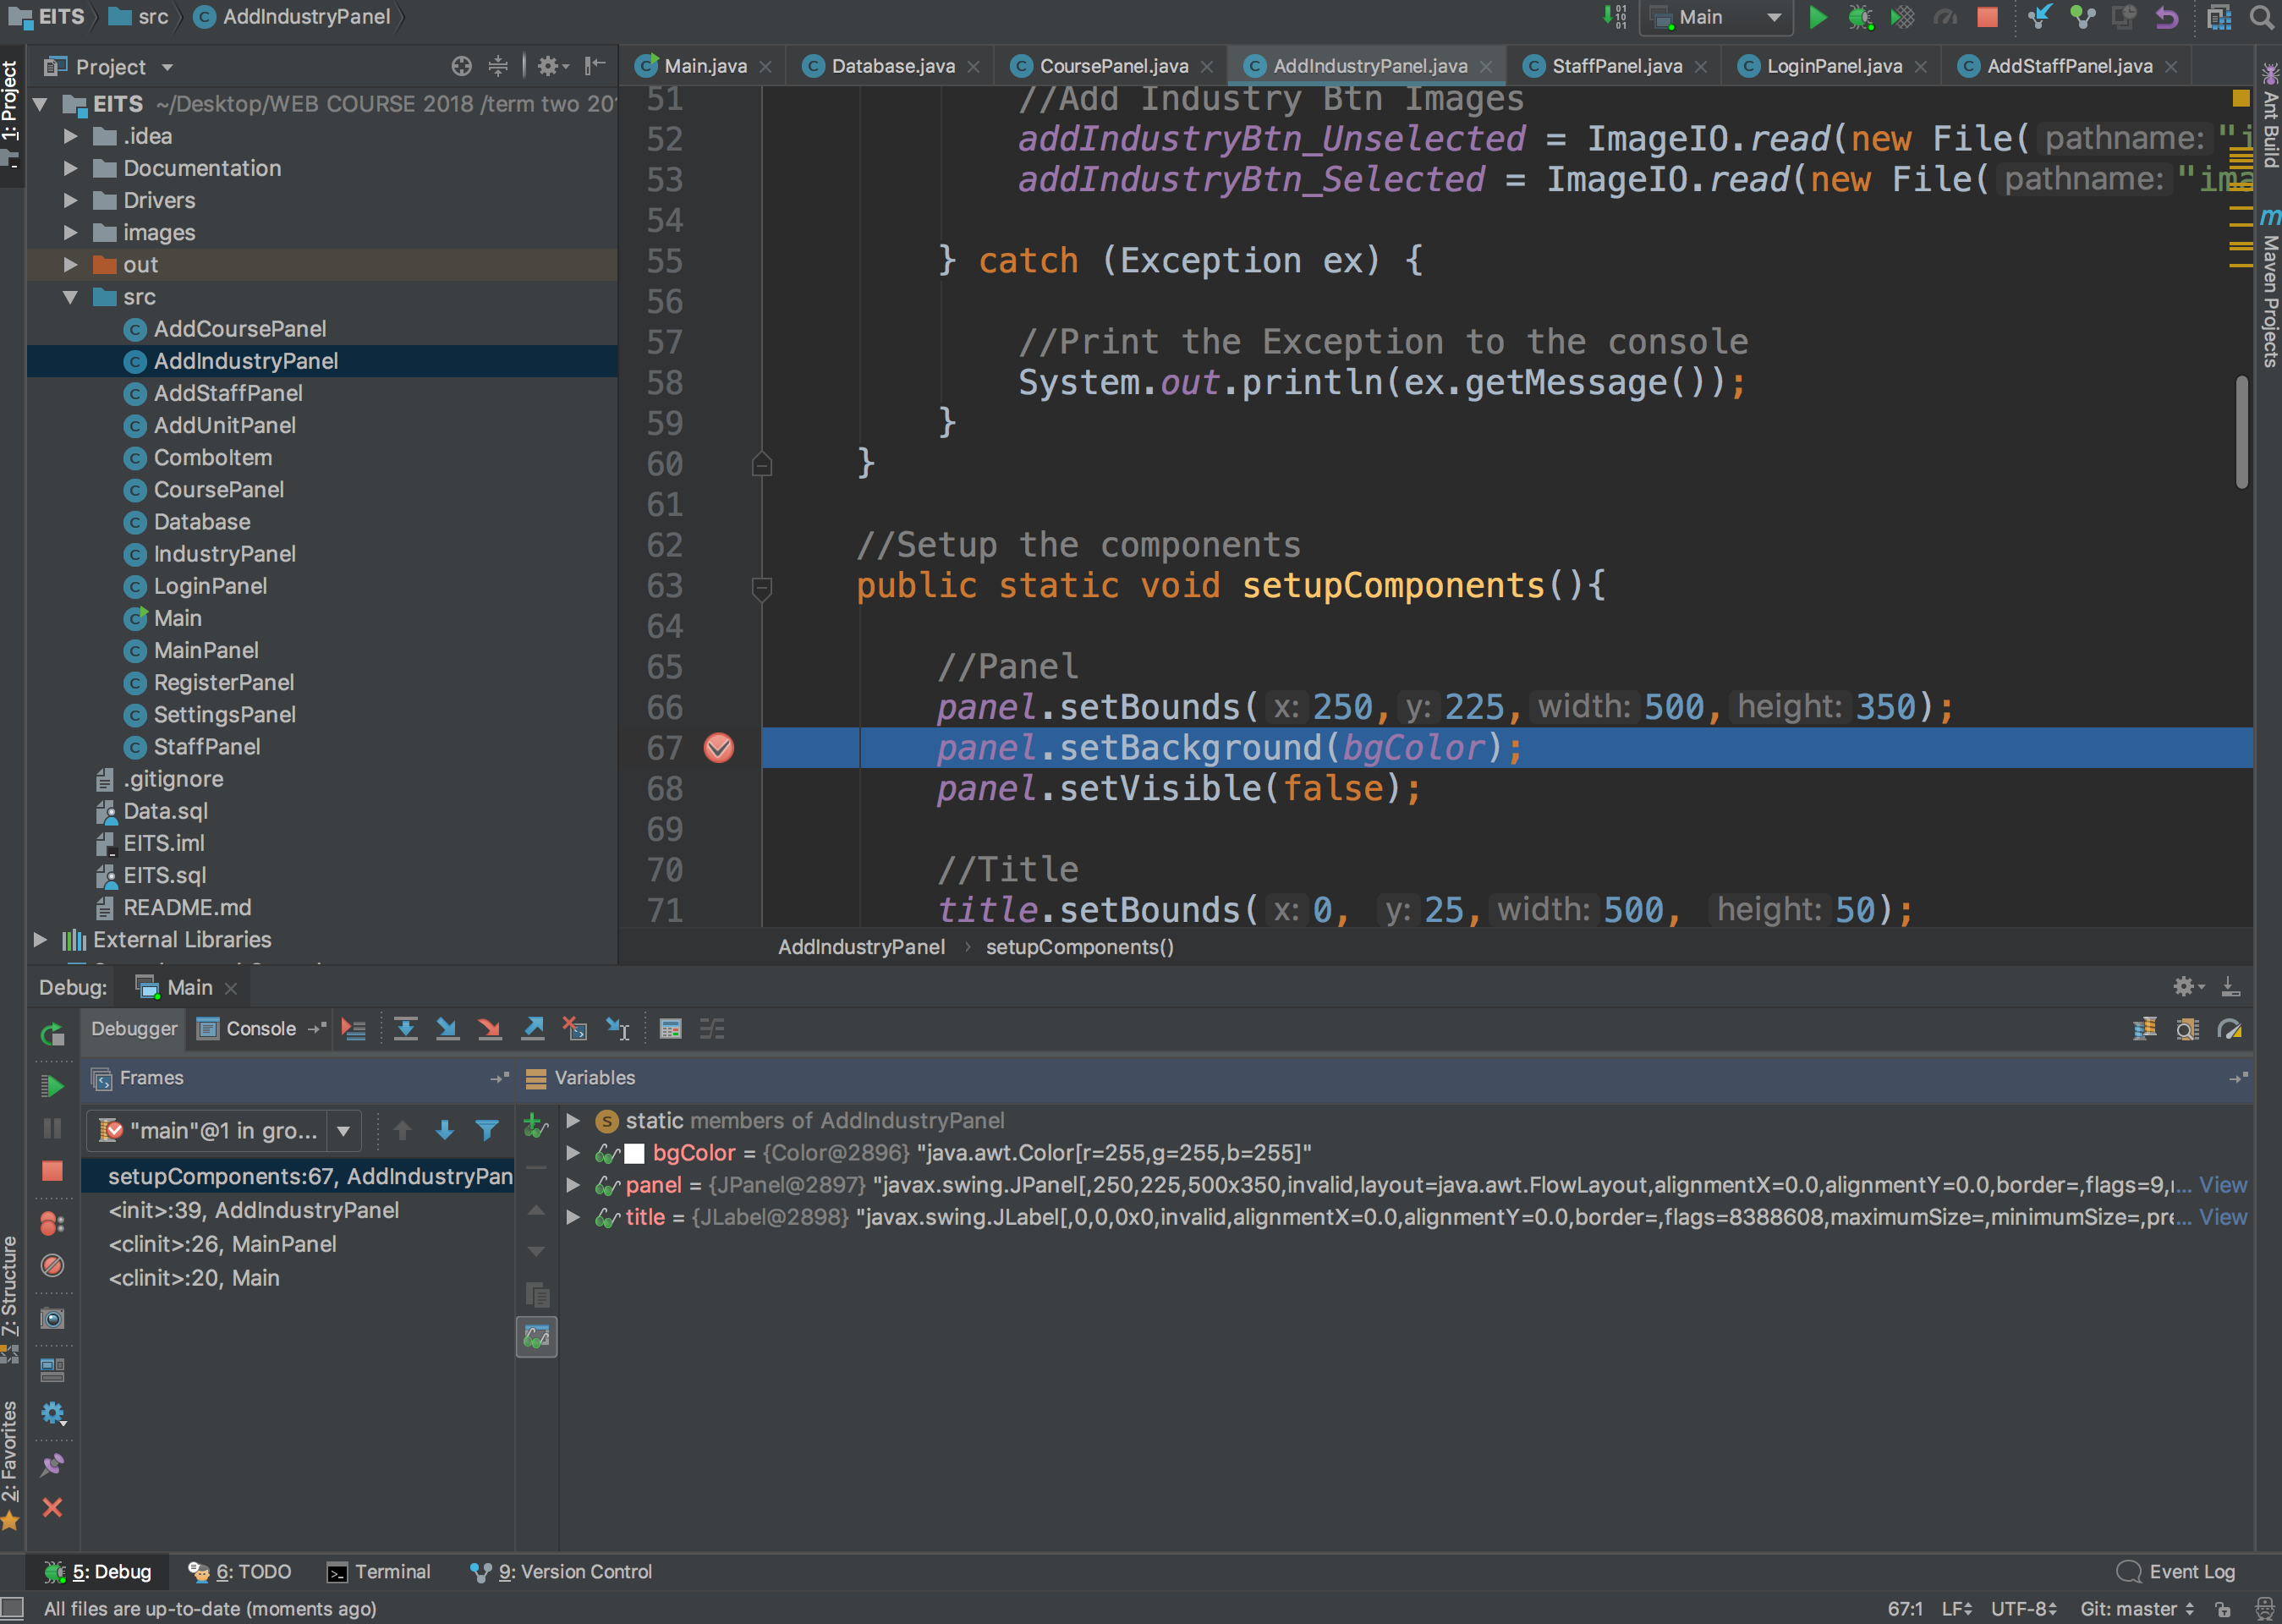 EITS src AddIndustryPanel
Main
1: Project
Project
Main.java Database.java CoursePanel.java AddIndustryPanel.java StaffPanel.java LoginPanel.java AddStaffPanel.java
EITS ~/Desktop/WEB COURSE 2018 /term two 20
.idea
Documentation
Drivers
images
out
src
AddCoursePanel
AddIndustryPanel
AddStaffPanel
AddUnitPanel
ComboItem
CoursePanel
Database
IndustryPanel
LoginPanel
Main
MainPanel
RegisterPanel
SettingsPanel
StaffPanel
.gitignore
Data.sql
EITS.iml
EITS.sql
README.md
External Libraries
51 //Add Industry Btn Images
52 addIndustryBtn_Unselected = ImageIO.read(new File( pathname: "i
53 addIndustryBtn_Selected = ImageIO.read(new File( pathname: "ima
54
55 } catch (Exception ex) {
56
57 //Print the Exception to the console
58 System.out.println(ex.getMessage());
59 }
60 }
61
62 //Setup the components
63 public static void setupComponents(){
64
65 //Panel
66 panel.setBounds( x: 250, y: 225, width: 500, height: 350);
67 panel.setBackground(bgColor);
68 panel.setVisible(false);
69
70 //Title
71 title.setBounds( x: 0, y: 25, width: 500, height: 50);
AddIndustryPanel › setupComponents()
Ant Build
Maven Projects
Debug: Main
Debugger Console
Frames
Variables
"main"@1 in gro...
setupComponents:67, AddIndustryPan
<init>:39, AddIndustryPanel
<clinit>:26, MainPanel
<clinit>:20, Main
static members of AddIndustryPanel
bgColor = {Color@2896} "java.awt.Color[r=255,g=255,b=255]"
panel = {JPanel@2897} "javax.swing.JPanel[,250,225,500x350,invalid,layout=java.awt.FlowLayout,alignmentX=0.0,alignmentY=0.0,border=,flags=9,... View
title = {JLabel@2898} "javax.swing.JLabel[,0,0,0x0,invalid,alignmentX=0.0,alignmentY=0.0,border=,flags=8388608,maximumSize=,minimumSize=,pre... View
Z: Structure
2: Favorites
5: Debug 6: TODO Terminal 9: Version Control Event Log
All files are up-to-date (moments ago) 67:1 LF UTF-8 Git: master